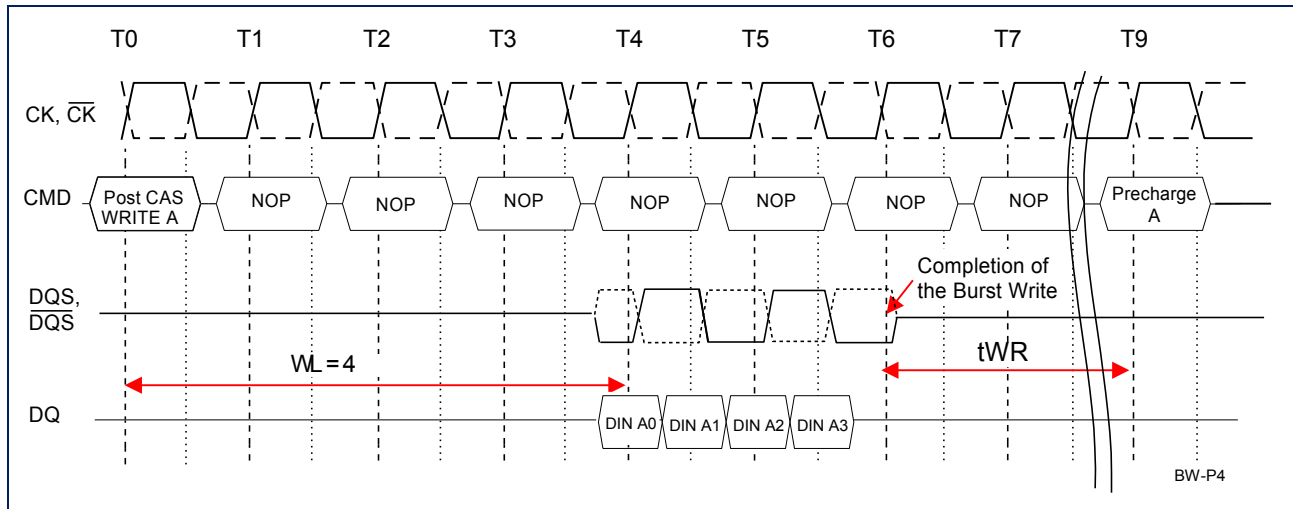 T0 T1 T2 T3 T4 T5 T6 T7 T9
CK, C̅K̅
CMD
Post CAS
WRITE A
NOP
NOP
NOP
NOP
NOP
NOP
NOP
Precharge
A
DQS,
D̅Q̅S̅
Completion of
the Burst Write
WL = 4
tWR
DQ
DIN A0
DIN A1
DIN A2
DIN A3
BW-P4